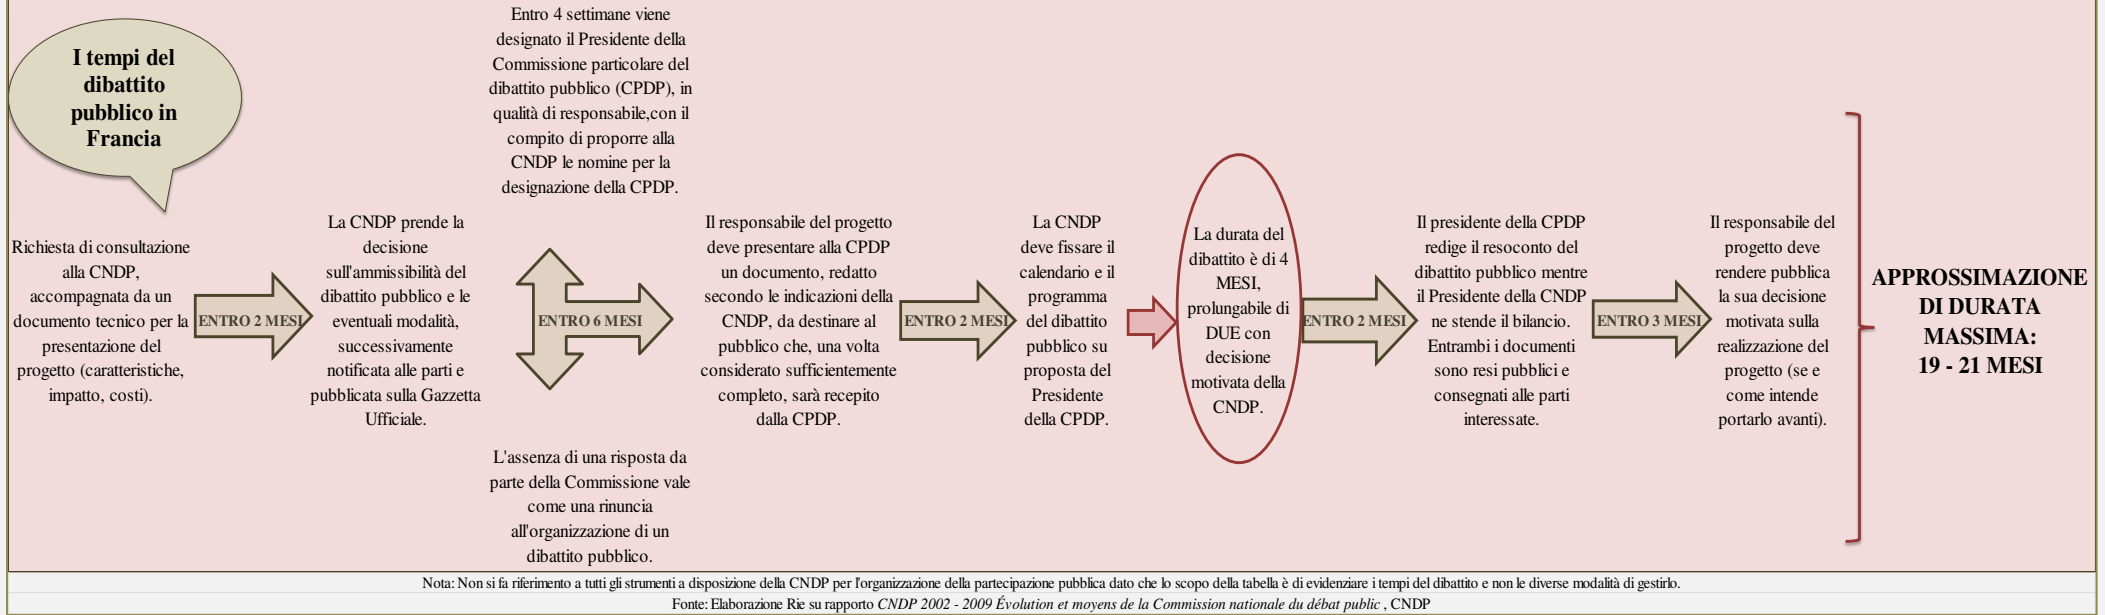 I tempi del
dibattito
pubblico in
Francia
Richiesta di consultazione
alla CNDP,
accompagnata da un
documento tecnico per la
presentazione del
progetto (caratteristiche,
impatto, costi).
ENTRO 2 MESI
La CNDP prende la
decisione
sull'ammissibilità del
dibattito pubblico e le
eventuali modalità,
successivamente
notificata alle parti e
pubblicata sulla Gazzetta
Ufficiale.
Entro 4 settimane viene
designato il Presidente della
Commissione particolare del
dibattito pubblico (CPDP), in
qualità di responsabile,con il
compito di proporre alla
CNDP le nomine per la
designazione della CPDP.
ENTRO 6 MESI
L'assenza di una risposta da
parte della Commissione vale
come una rinuncia
all'organizzazione di un
dibattito pubblico.
Il responsabile del progetto
deve presentare alla CPDP
un documento, redatto
secondo le indicazioni della
CNDP, da destinare al
pubblico che, una volta
considerato sufficientemente
completo, sarà recepito
dalla CPDP.
ENTRO 2 MESI
La CNDP
deve fissare il
calendario e il
programma
del dibattito
pubblico su
proposta del
Presidente
della CPDP.
La durata del
dibattito è di 4
MESI,
prolungabile di
DUE con
decisione
motivata della
CNDP.
ENTRO 2 MESI
Il presidente della CPDP
redige il resoconto del
dibattito pubblico mentre
il Presidente della CNDP
ne stende il bilancio.
Entrambi i documenti
sono resi pubblici e
consegnati alle parti
interessate.
ENTRO 3 MESI
Il responsabile del
progetto deve
rendere pubblica
la sua decisione
motivata sulla
realizzazione del
progetto (se e
come intende
portarlo avanti).
APPROSSIMAZIONE
DI DURATA
MASSIMA:
19 - 21 MESI
Nota: Non si fa riferimento a tutti gli strumenti a disposizione della CNDP per l'organizzazione della partecipazione pubblica dato che lo scopo della tabella è di evidenziare i tempi del dibattito e non le diverse modalità di gestirlo.
Fonte: Elaborazione Rie su rapporto CNDP 2002 - 2009 Évolution et moyens de la Commission nationale du débat public , CNDP